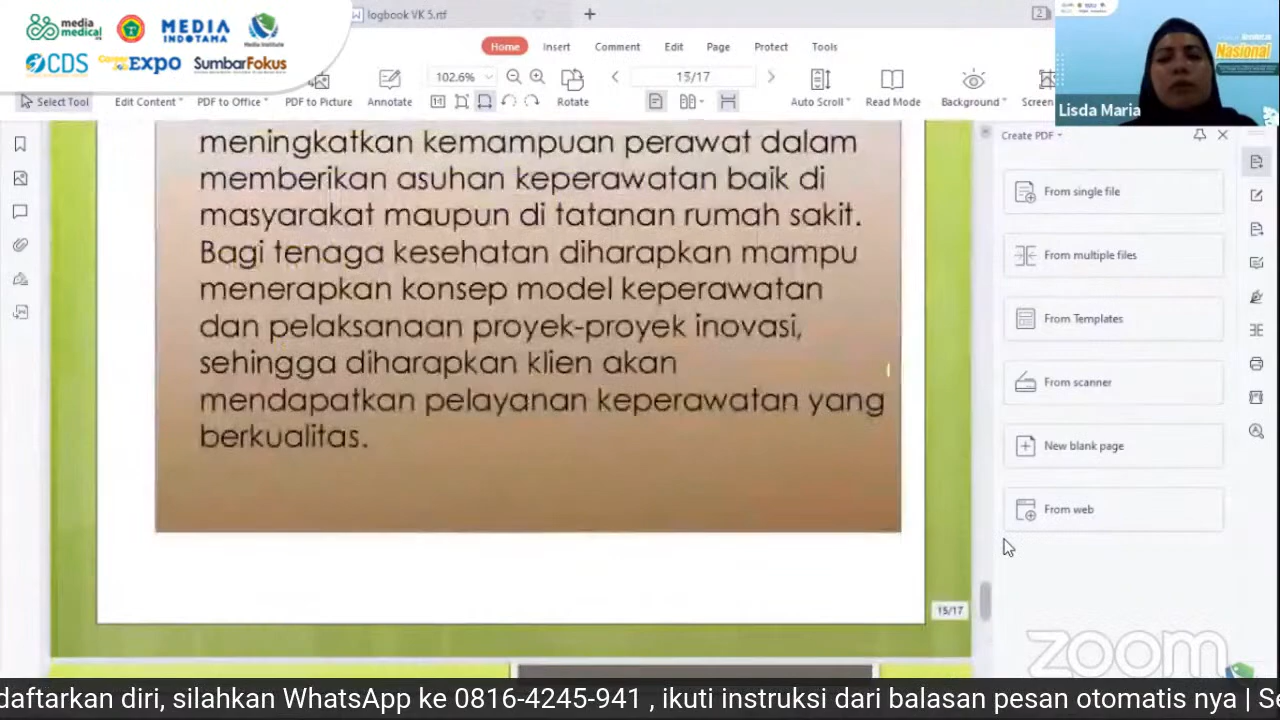 media
medical
MEDIA
INDOTAMA
Media Institute
CDS
Expo
SumbarFokus
logbook VK 5.rtf
2
Home
Insert
Comment
Edit
Page
Protect
Tools
102.6%
15/17
Select Tool
Edit Content
PDF to Office
PDF to Picture
Annotate
Rotate
Auto Scroll
Read Mode
Background
Screen
Nasional
Lisda Maria
Create PDF
From single file
From multiple files
From Templates
From scanner
New blank page
From web
meningkatkan kemampuan perawat dalam
memberikan asuhan keperawatan baik di
masyarakat maupun di tatanan rumah sakit.
Bagi tenaga kesehatan diharapkan mampu
menerapkan konsep model keperawatan
dan pelaksanaan proyek-proyek inovasi,
sehingga diharapkan klien akan
mendapatkan pelayanan keperawatan yang
berkualitas.
15/17
zoom
daftarkan diri, silahkan WhatsApp ke 0816-4245-941 , ikuti instruksi dari balasan pesan otomatis nya | Se